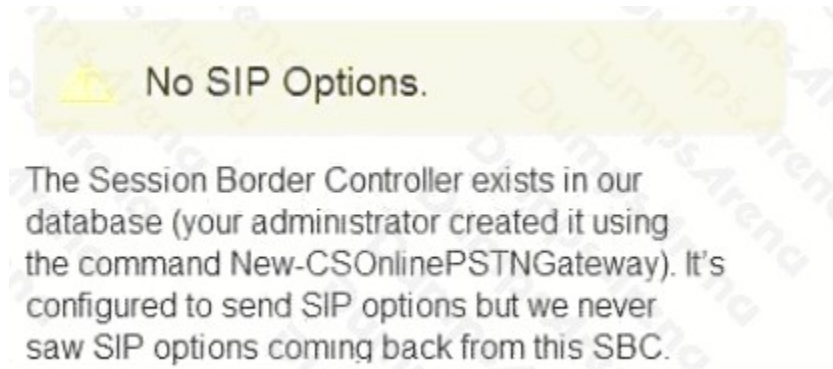 No SIP Options.
The Session Border Controller exists in our
database (your administrator created it using
the command New-CSOnlinePSTNGateway). It's
configured to send SIP options but we never
saw SIP options coming back from this SBC.